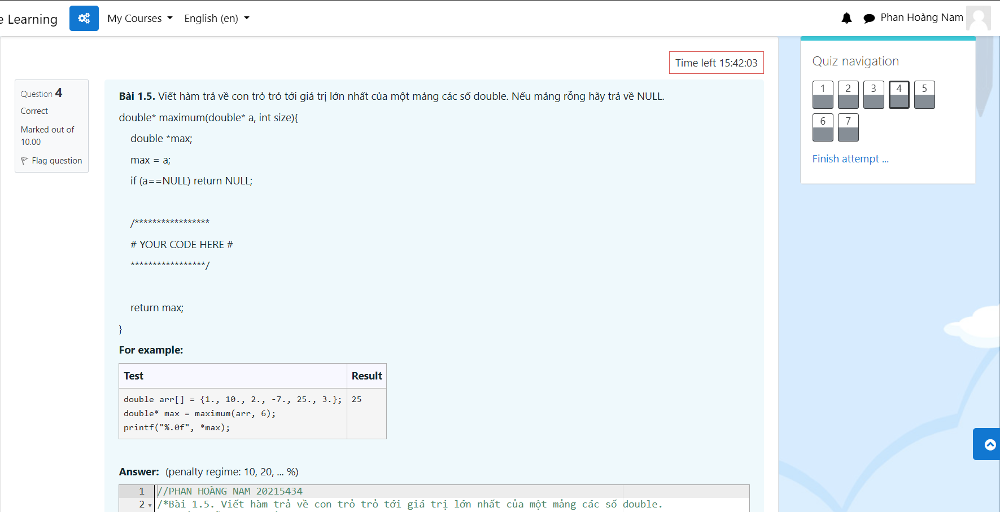 e Learning
My Courses
English (en)
Phan Hoàng Nam
Time left 15:42:03
Question 4
Correct
Marked out of
10.00
Flag question
Bài 1.5. Viết hàm trả về con trỏ trỏ tới giá trị lớn nhất của một mảng các số double. Nếu mảng rỗng hãy trả về NULL.
double* maximum(double* a, int size){
double *max;
max = a;
if (a==NULL) return NULL;
/*****************
# YOUR CODE HERE #
*****************/
return max;
}
For example:
Test Result
double arr[] = {1., 10., 2., -7., 25., 3.}; 25
double* max = maximum(arr, 6);
printf("%.0f", *max);
Answer: (penalty regime: 10, 20, ... %)
1 //PHAN HOÀNG NAM 20215434
2 /*Bài 1.5. Viết hàm trả về con trỏ trỏ tới giá trị lớn nhất của một mảng các số double.
Quiz navigation
1 2 3 4 5
6 7
Finish attempt ...